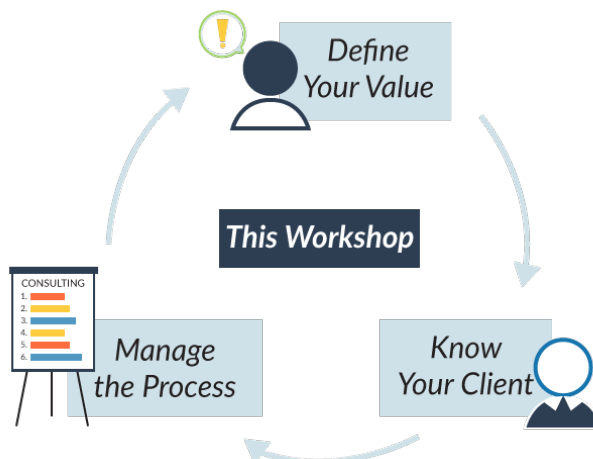 !
Define
Your Value
This Workshop
CONSULTING
1.
2.
3.
4.
5.
6.
Manage
the Process
Know
Your Client